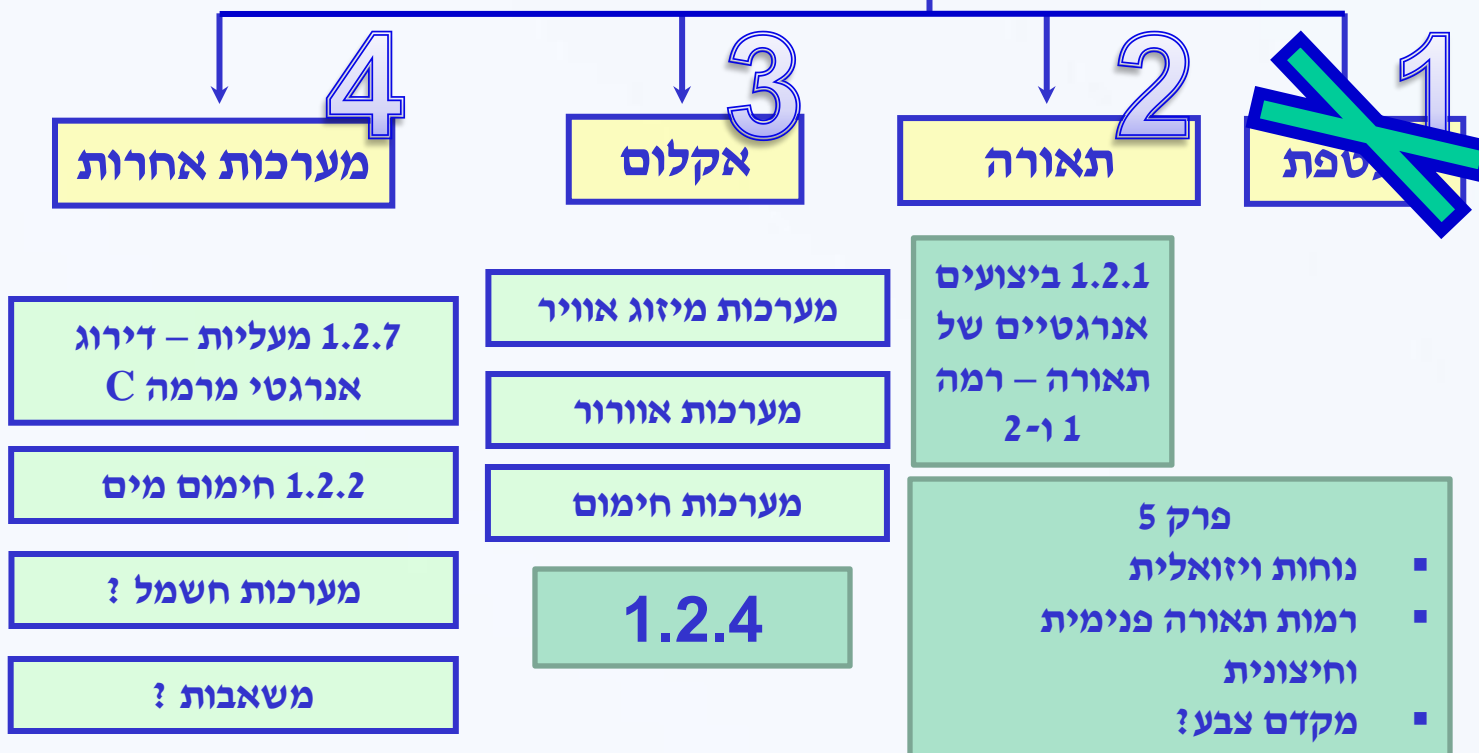 1
2
תאורה
3
אקלום
4
מערכות אחרות
1.2.1 ביצועים
אנרגטיים של
תאורה – רמה
1 ו-2
פרק 5
▪ נוחות ויזואלית
▪ רמות תאורה פנימית
וחיצונית
▪ מקדם צבע?
מערכות מיזוג אוויר
מערכות אוורור
מערכות חימום
1.2.4
1.2.7 מעליות – דירוג
אנרגטי מרמה C
1.2.2 חימום מים
מערכות חשמל ?
משאבות ?